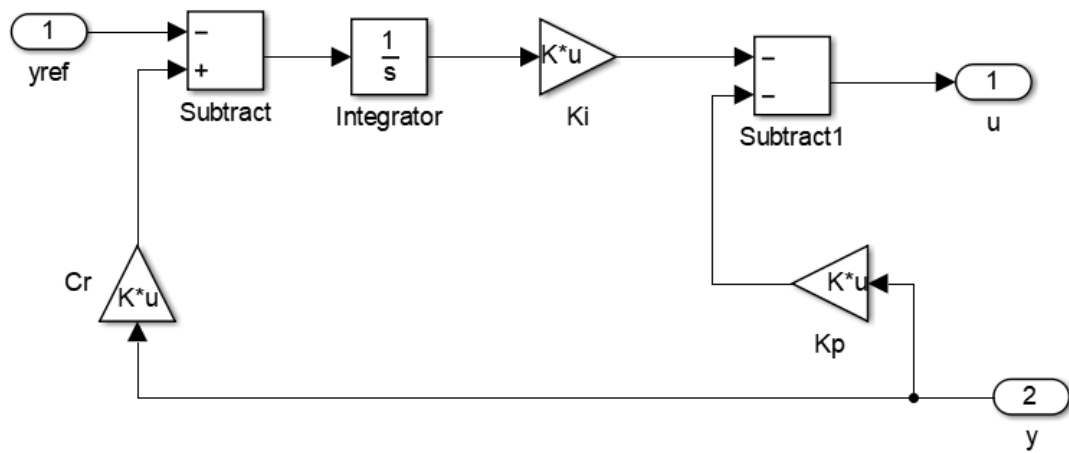 1
yref
−
+
Subtract
1
s
Integrator
K*u
Ki
−
−
Subtract1
1
u
Cr
K*u
K*u
Kp
2
y